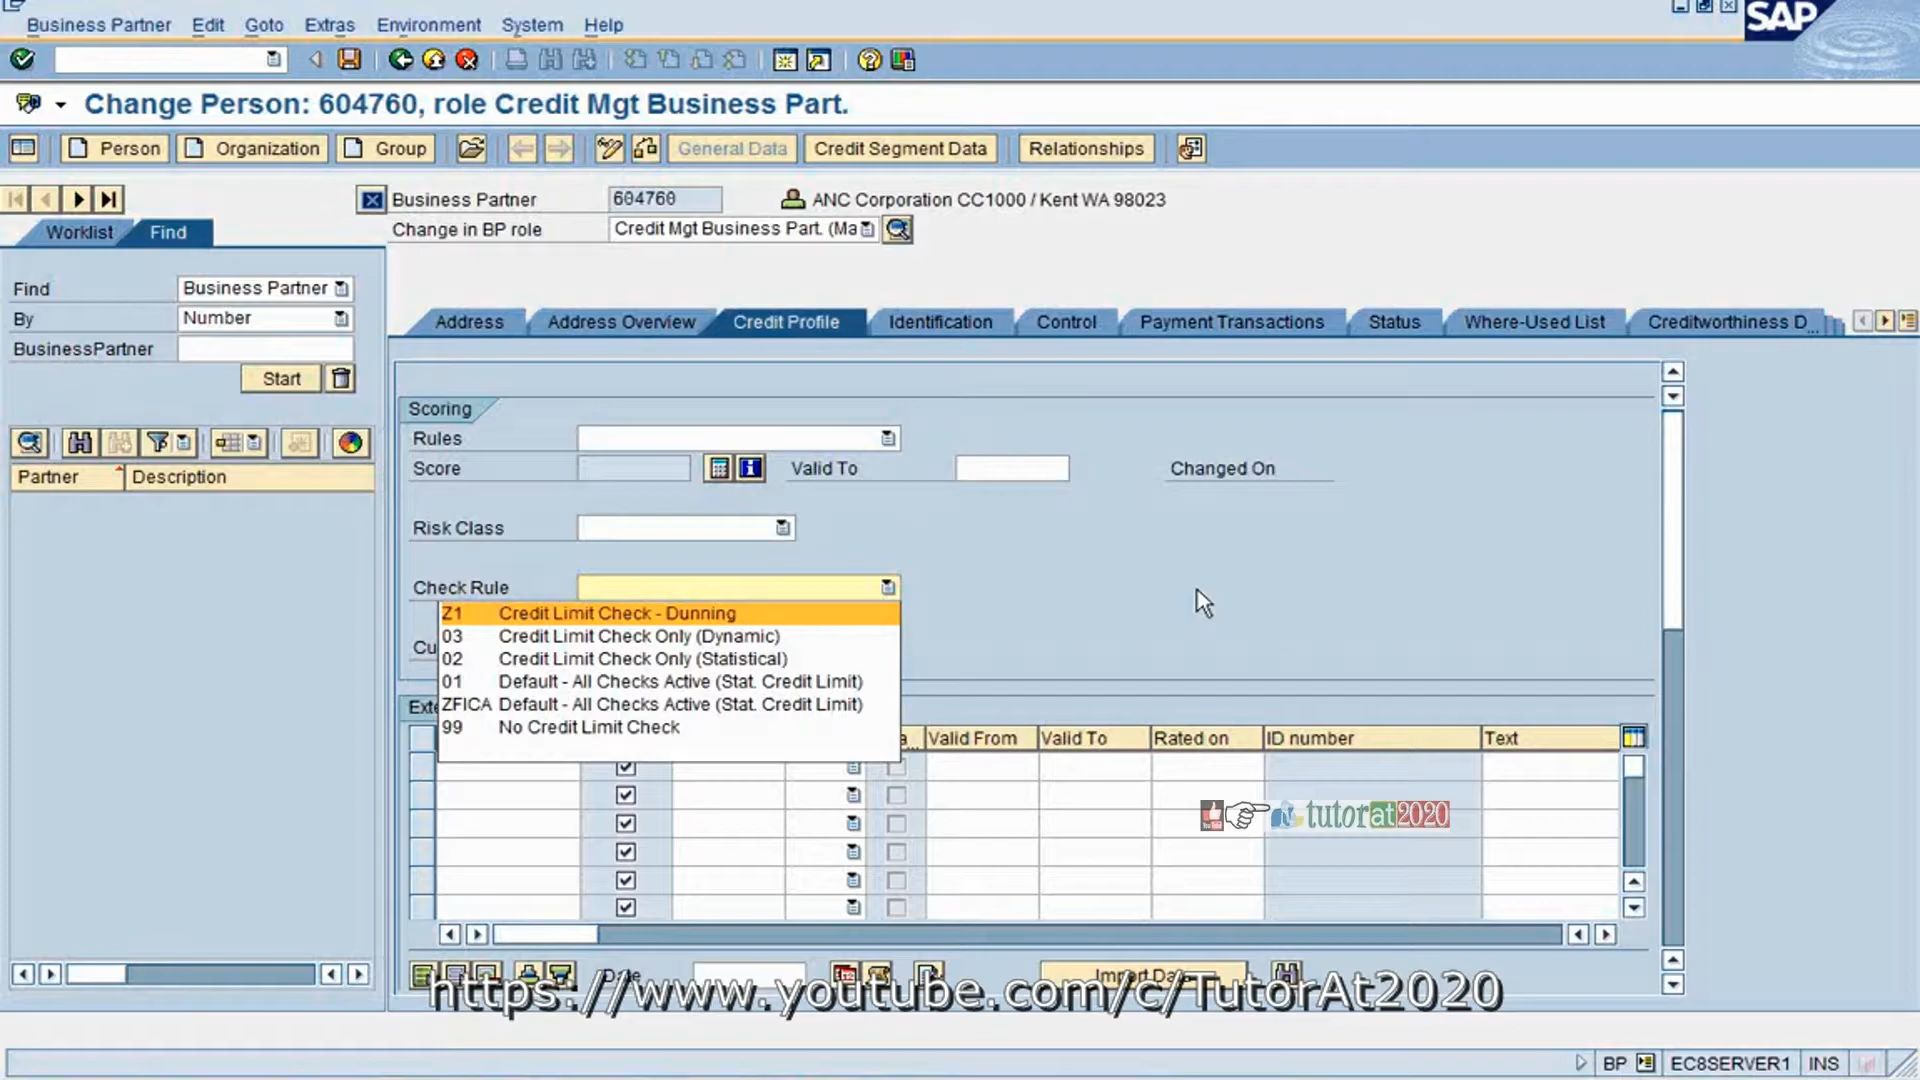 Business Partner Edit Goto Extras Environment System Help
SAP
Change Person: 604760, role Credit Mgt Business Part.
Person Organization Group General Data Credit Segment Data Relationships
Business Partner 604760 ANC Corporation CC1000 / Kent WA 98023
Worklist Find
Change in BP role Credit Mgt Business Part. (Ma
Find Business Partner
By Number
BusinessPartner
Start
Partner Description
Address Address Overview Credit Profile Identification Control Payment Transactions Status Where-Used List Creditworthiness D...
Scoring
Rules
Score Valid To Changed On
Risk Class
Check Rule
Z1 Credit Limit Check - Dunning
03 Credit Limit Check Only (Dynamic)
Cu
02 Credit Limit Check Only (Statistical)
01 Default - All Checks Active (Stat. Credit Limit)
Exte
ZFICA Default - All Checks Active (Stat. Credit Limit)
99 No Credit Limit Check
a... Valid From Valid To Rated on ID number Text
tutorat2020
Date Import Data
https://www.youtube.com/c/TutorAt2020
BP EC8SERVER1 INS